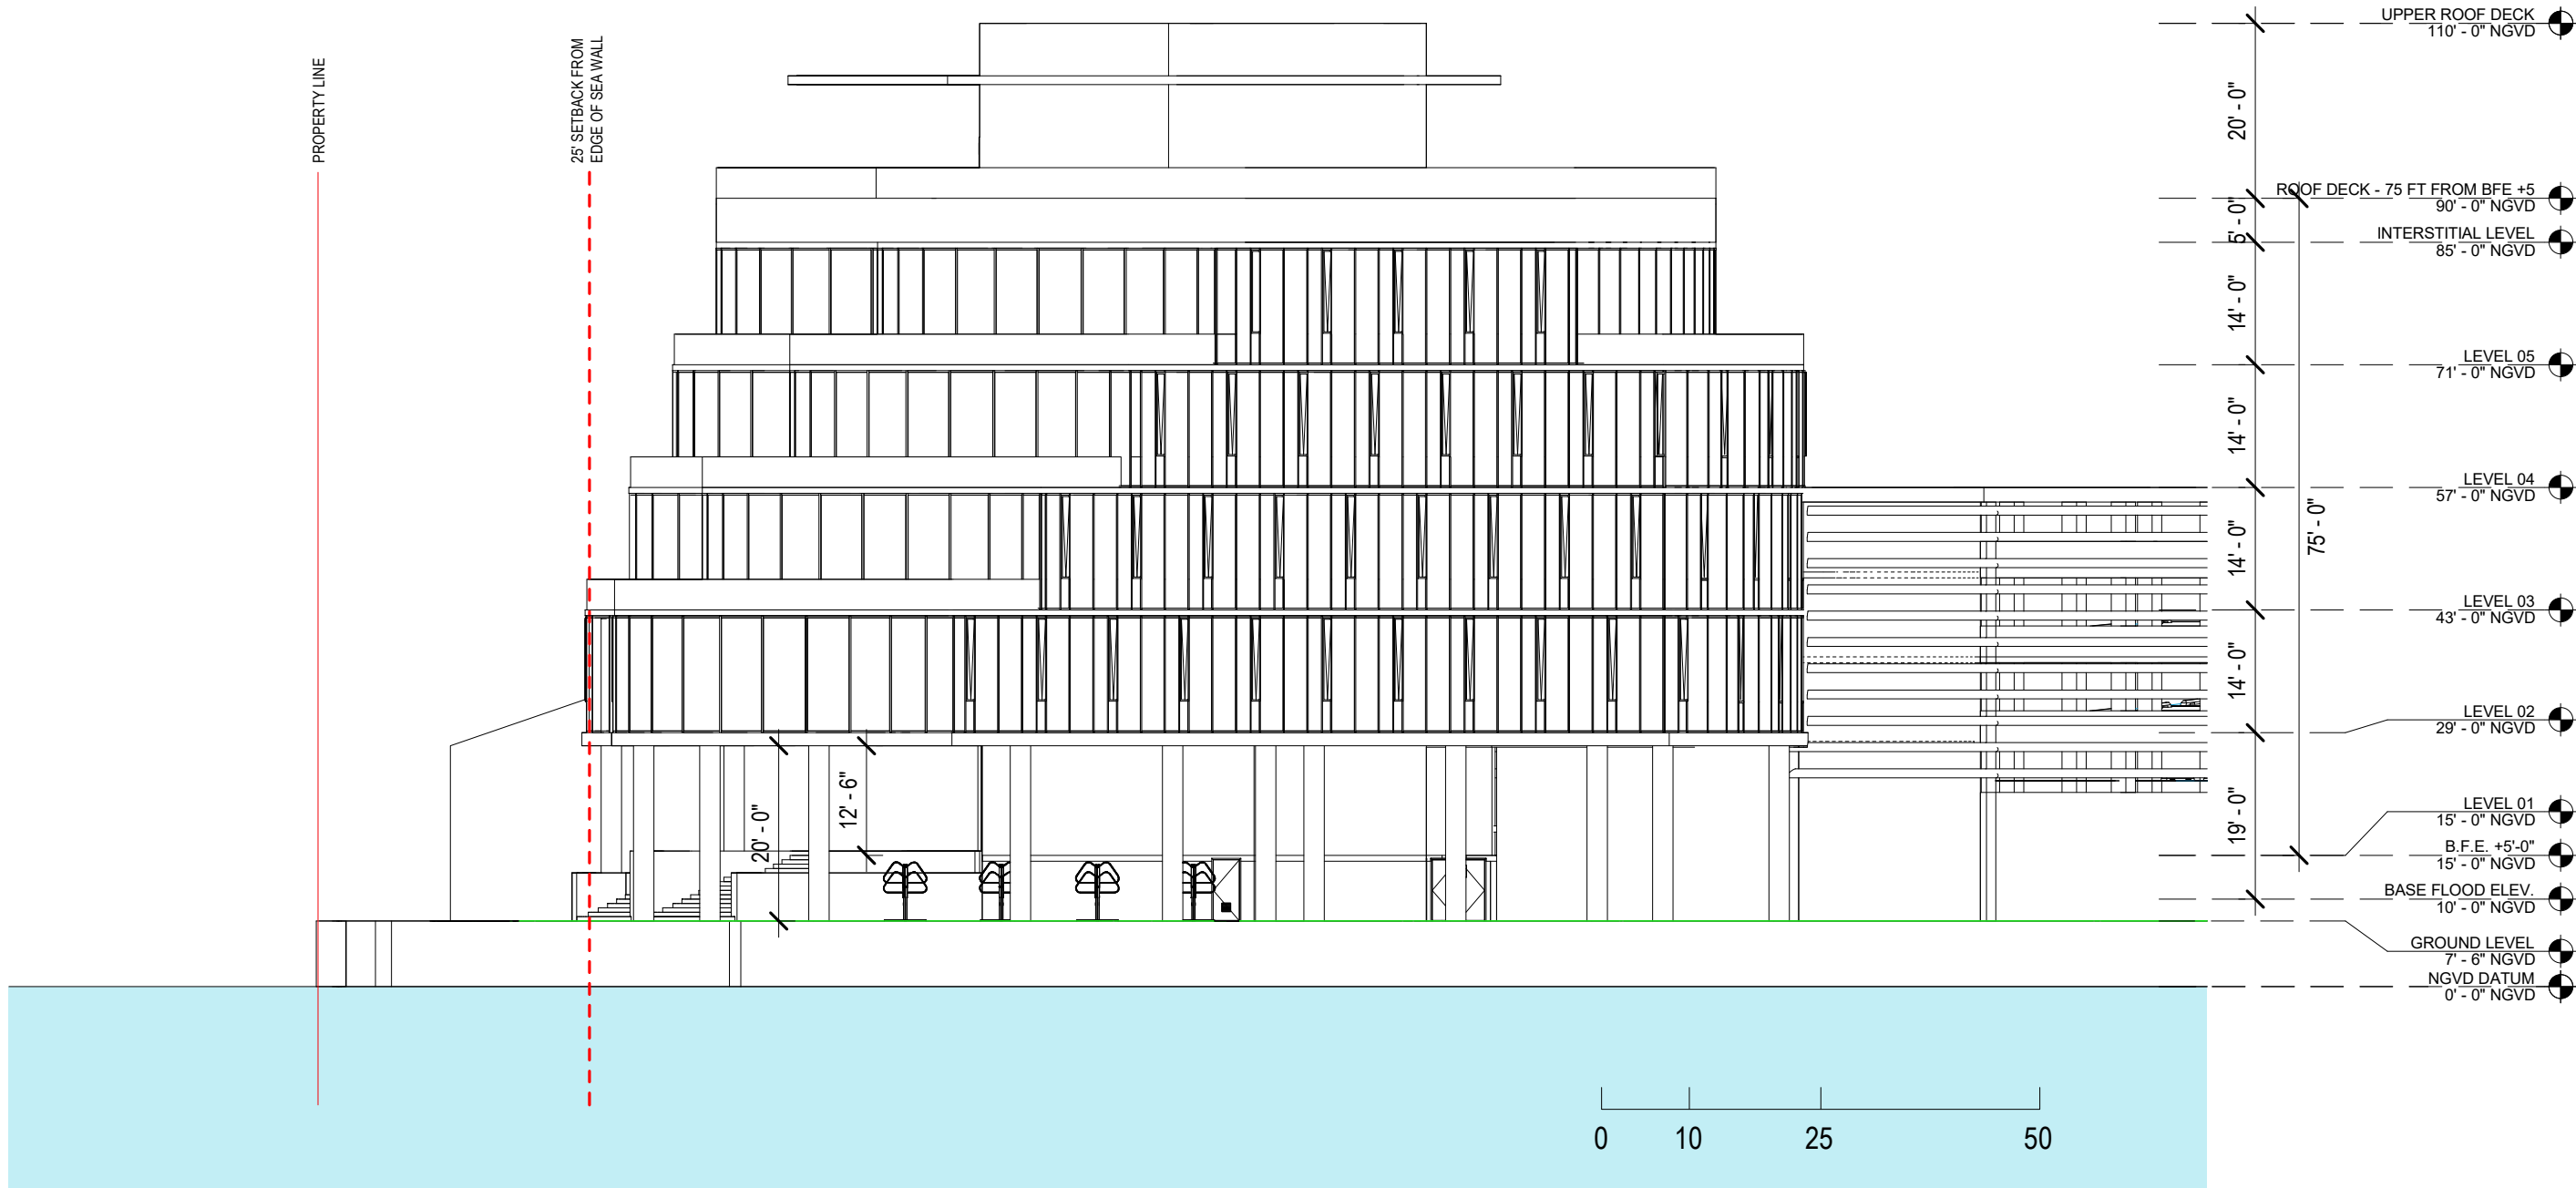 PROPERTY LINE
25' SETBACK FROM
EDGE OF SEA WALL
UPPER ROOF DECK
110' - 0" NGVD
20' - 0"
ROOF DECK - 75 FT FROM BFE +5
90' - 0" NGVD
5' - 0"
INTERSTITIAL LEVEL
85' - 0" NGVD
14' - 0"
LEVEL 05
71' - 0" NGVD
14' - 0"
LEVEL 04
57' - 0" NGVD
14' - 0"
75' - 0"
LEVEL 03
43' - 0" NGVD
14' - 0"
LEVEL 02
29' - 0" NGVD
20' - 0"
12' - 6"
19' - 0"
LEVEL 01
15' - 0" NGVD
B.F.E. +5'-0"
15' - 0" NGVD
BASE FLOOD ELEV.
10' - 0" NGVD
GROUND LEVEL
7' - 6" NGVD
NGVD DATUM
0' - 0" NGVD
0 10 25 50